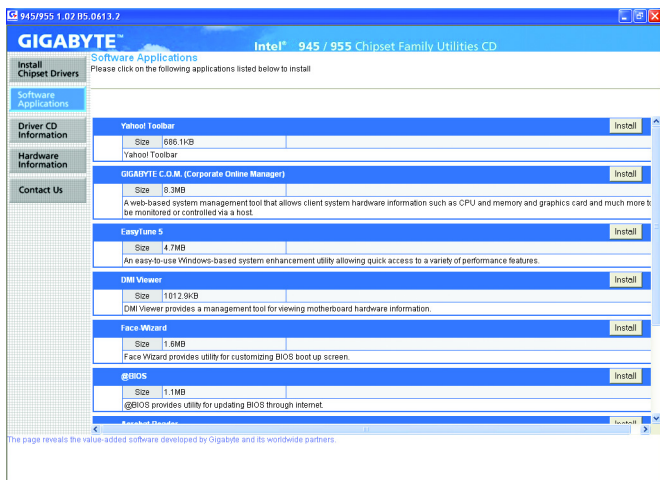 945/955 1.02 B5.0613.2
GIGABYTE™
Intel® 945 / 955 Chipset Family Utilities CD
Install
Chipset Drivers
Software
Applications
Driver CD
Information
Hardware
Information
Contact Us
Software Applications
Please click on the following applications listed below to install
Yahoo! Toolbar Install
Size 686.1KB
Yahoo! Toolbar
GIGABYTE C.O.M. (Corporate Online Manager) Install
Size 8.3MB
A web-based system management tool that allows client system hardware information such as CPU and memory and graphics card and much more to
be monitored or controlled via a host.
EasyTune 5 Install
Size 4.7MB
An easy-to-use Windows-based system enhancement utility allowing quick access to a variety of performance features.
DMI Viewer Install
Size 1012.9KB
DMI Viewer provides a management tool for viewing motherboard hardware information.
Face-Wizard Install
Size 1.6MB
Face Wizard provides utility for customizing BIOS boot up screen.
@BIOS Install
Size 1.1MB
@BIOS provides utility for updating BIOS through internet.
Acrobat Reader Install
The page reveals the value-added software developed by Gigabyte and its worldwide partners.